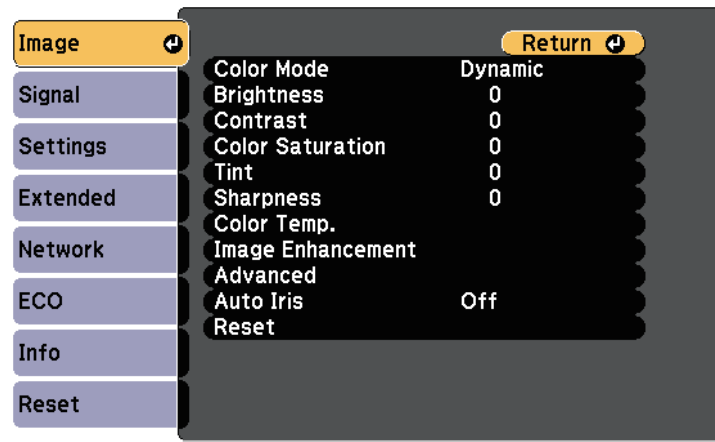 Image
Signal
Settings
Extended
Network
ECO
Info
Reset
Return
Color Mode Dynamic
Brightness 0
Contrast 0
Color Saturation 0
Tint 0
Sharpness 0
Color Temp.
Image Enhancement
Advanced
Auto Iris Off
Reset